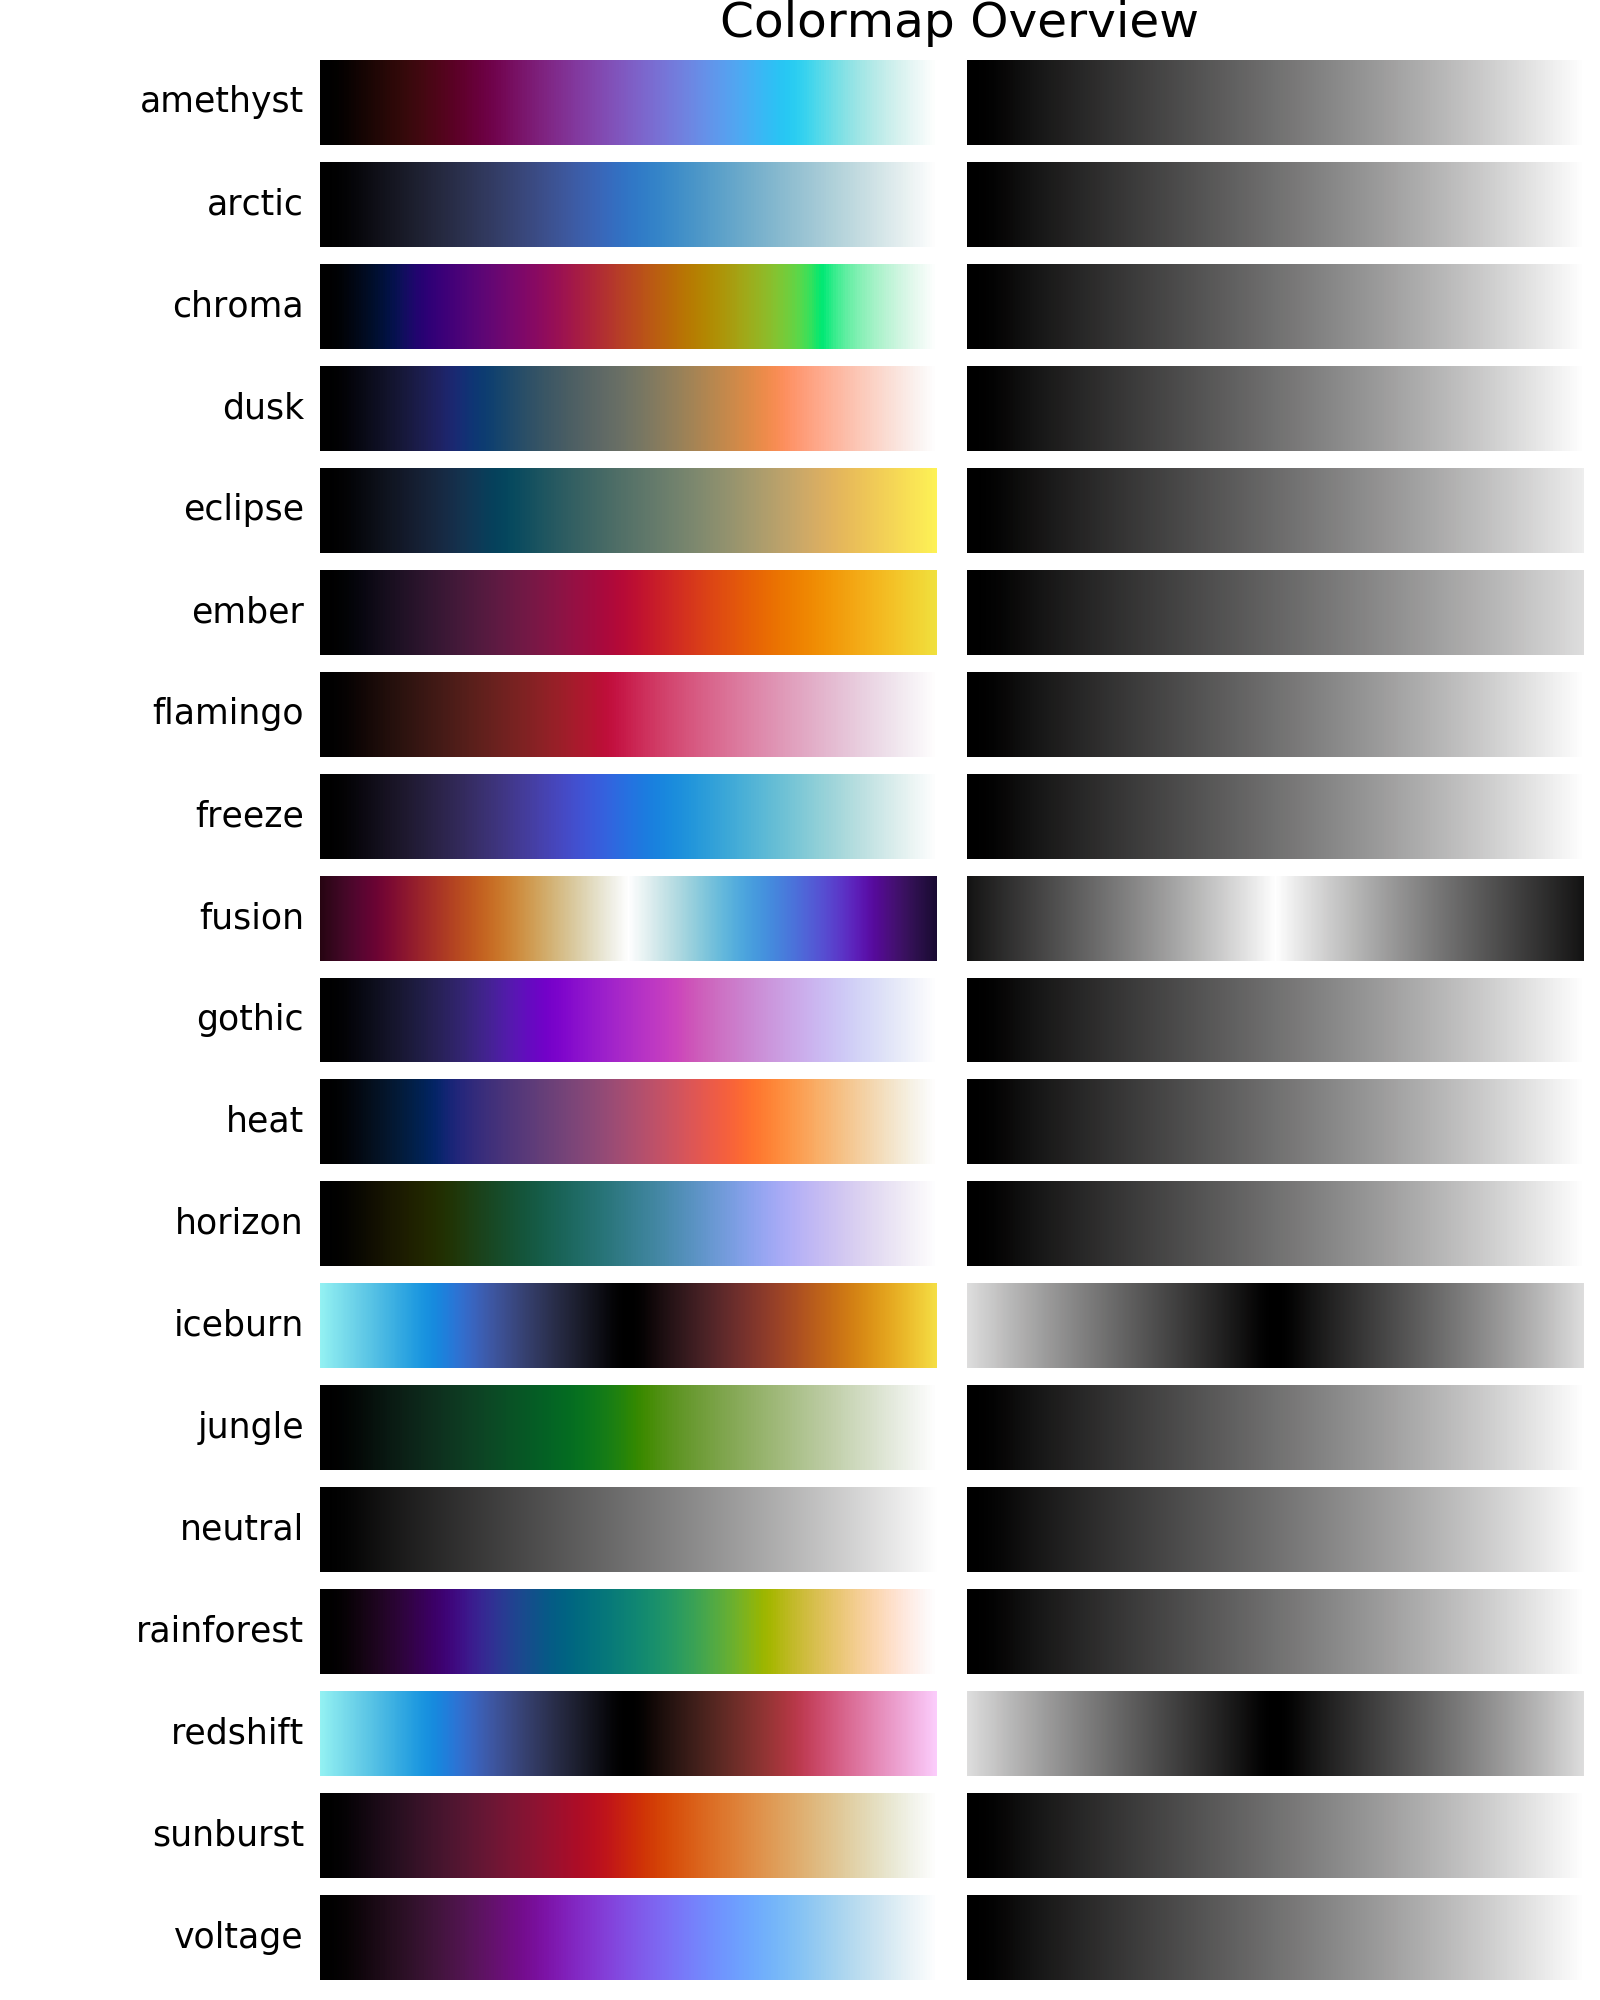 Colormap Overview
amethyst
arctic
chroma
dusk
eclipse
ember
flamingo
freeze
fusion
gothic
heat
horizon
iceburn
jungle
neutral
rainforest
redshift
sunburst
voltage